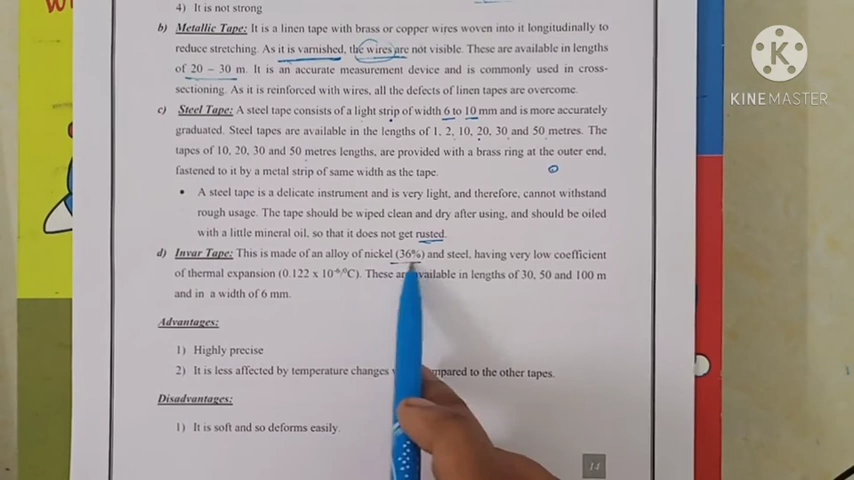 4) It is not strong
b) Metallic Tape: It is a linen tape with brass or copper wires woven into it longitudinally to
reduce stretching. As it is varnished, the wires are not visible. These are available in lengths
of 20 – 30 m. It is an accurate measurement device and is commonly used in cross-
sectioning. As it is reinforced with wires, all the defects of linen tapes are overcome.
c) Steel Tape: A steel tape consists of a light strip of width 6 to 10 mm and is more accurately
graduated. Steel tapes are available in the lengths of 1, 2, 10, 20, 30 and 50 metres. The
tapes of 10, 20, 30 and 50 metres lengths, are provided with a brass ring at the outer end,
fastened to it by a metal strip of same width as the tape.
• A steel tape is a delicate instrument and is very light, and therefore, cannot withstand
rough usage. The tape should be wiped clean and dry after using, and should be oiled
with a little mineral oil, so that it does not get rusted.
d) Invar Tape: This is made of an alloy of nickel (36%) and steel, having very low coefficient
of thermal expansion (0.122 x 10⁻⁶/⁰C). These are available in lengths of 30, 50 and 100 m
and in a width of 6 mm.
Advantages:
1) Highly precise
2) It is less affected by temperature changes compared to the other tapes.
Disadvantages:
1) It is soft and so deforms easily.
14
K
KINEMASTER